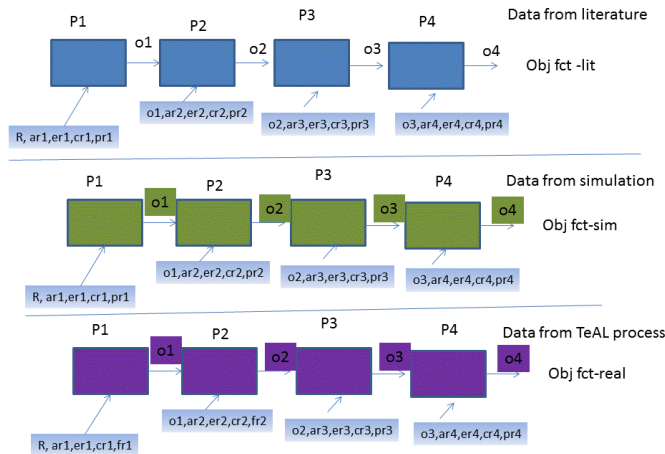 P1 P2 P3 P4 Data from literature
o1 o2 o3 o4
Obj fct -lit
o1,ar2,er2,cr2,pr2
o2,ar3,er3,cr3,pr3
o3,ar4,er4,cr4,pr4
R, ar1,er1,cr1,pr1
P1 P2 P3 P4 Data from simulation
o1 o2 o3 o4
Obj fct-sim
o1,ar2,er2,cr2,pr2
o2,ar3,er3,cr3,pr3
o3,ar4,er4,cr4,pr4
R, ar1,er1,cr1,pr1
P1 P2 P3 P4 Data from TeAL process
o1 o2 o3 o4
Obj fct-real
o1,ar2,er2,cr2,fr2
o2,ar3,er3,cr3,pr3
o3,ar4,er4,cr4,pr4
R, ar1,er1,cr1,fr1